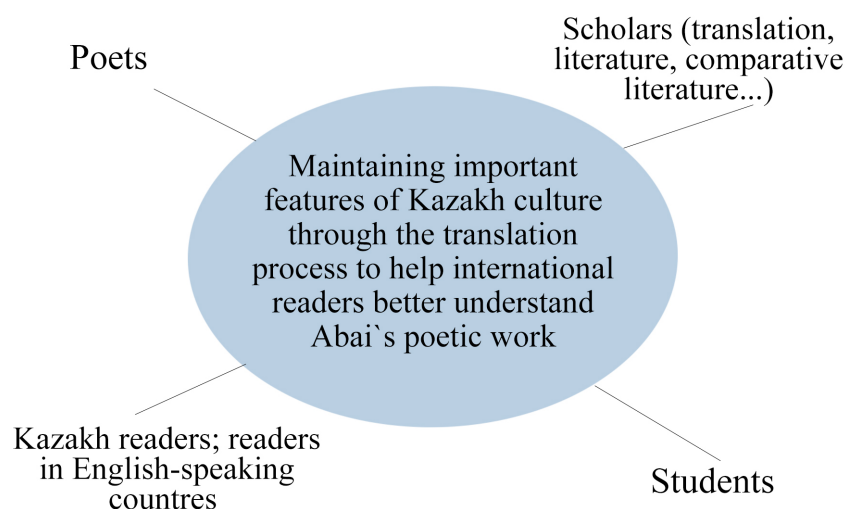 Poets
Scholars (translation,
literature, comparative
literature...)
Maintaining important
features of Kazakh culture
through the translation
process to help international
readers better understand
Abai`s poetic work
Kazakh readers; readers
in English-speaking
countres
Students